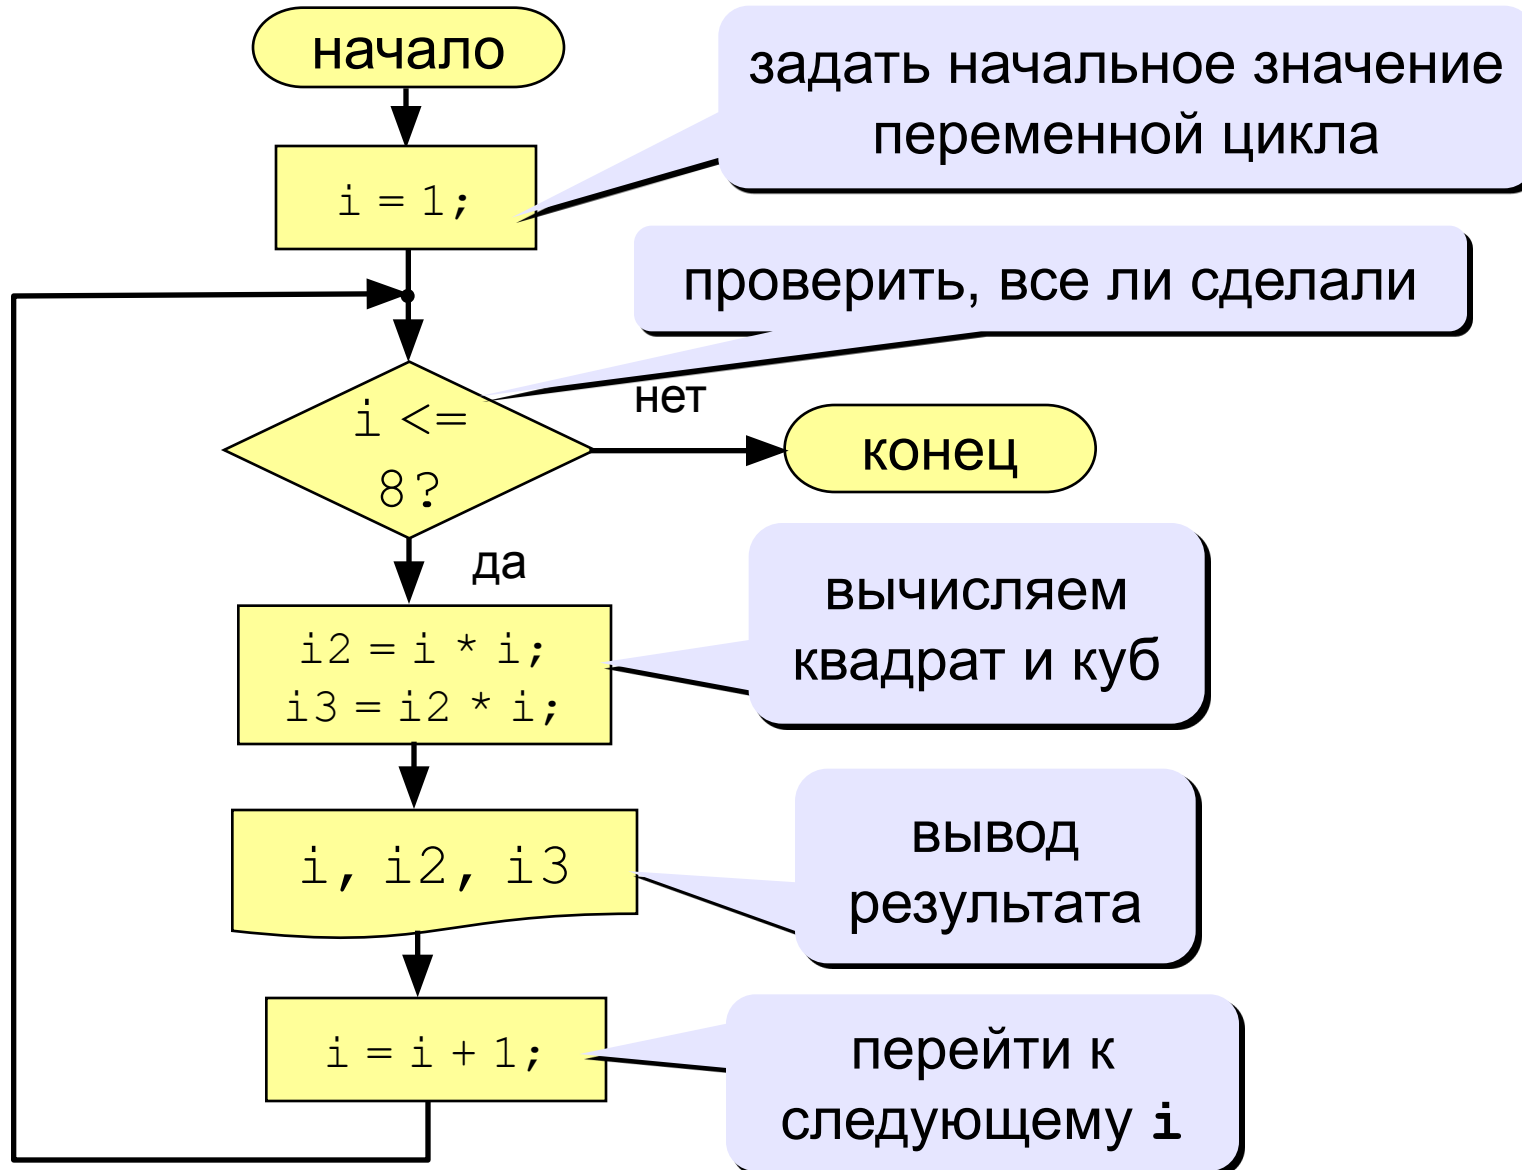 начало
задать начальное значение
переменной цикла
i = 1;
проверить, все ли сделали
i <=
8?
нет
конец
да
i2 = i * i;
i3 = i2 * i;
вычисляем
квадрат и куб
i, i2, i3
вывод
результата
i = i + 1;
перейти к
следующему i